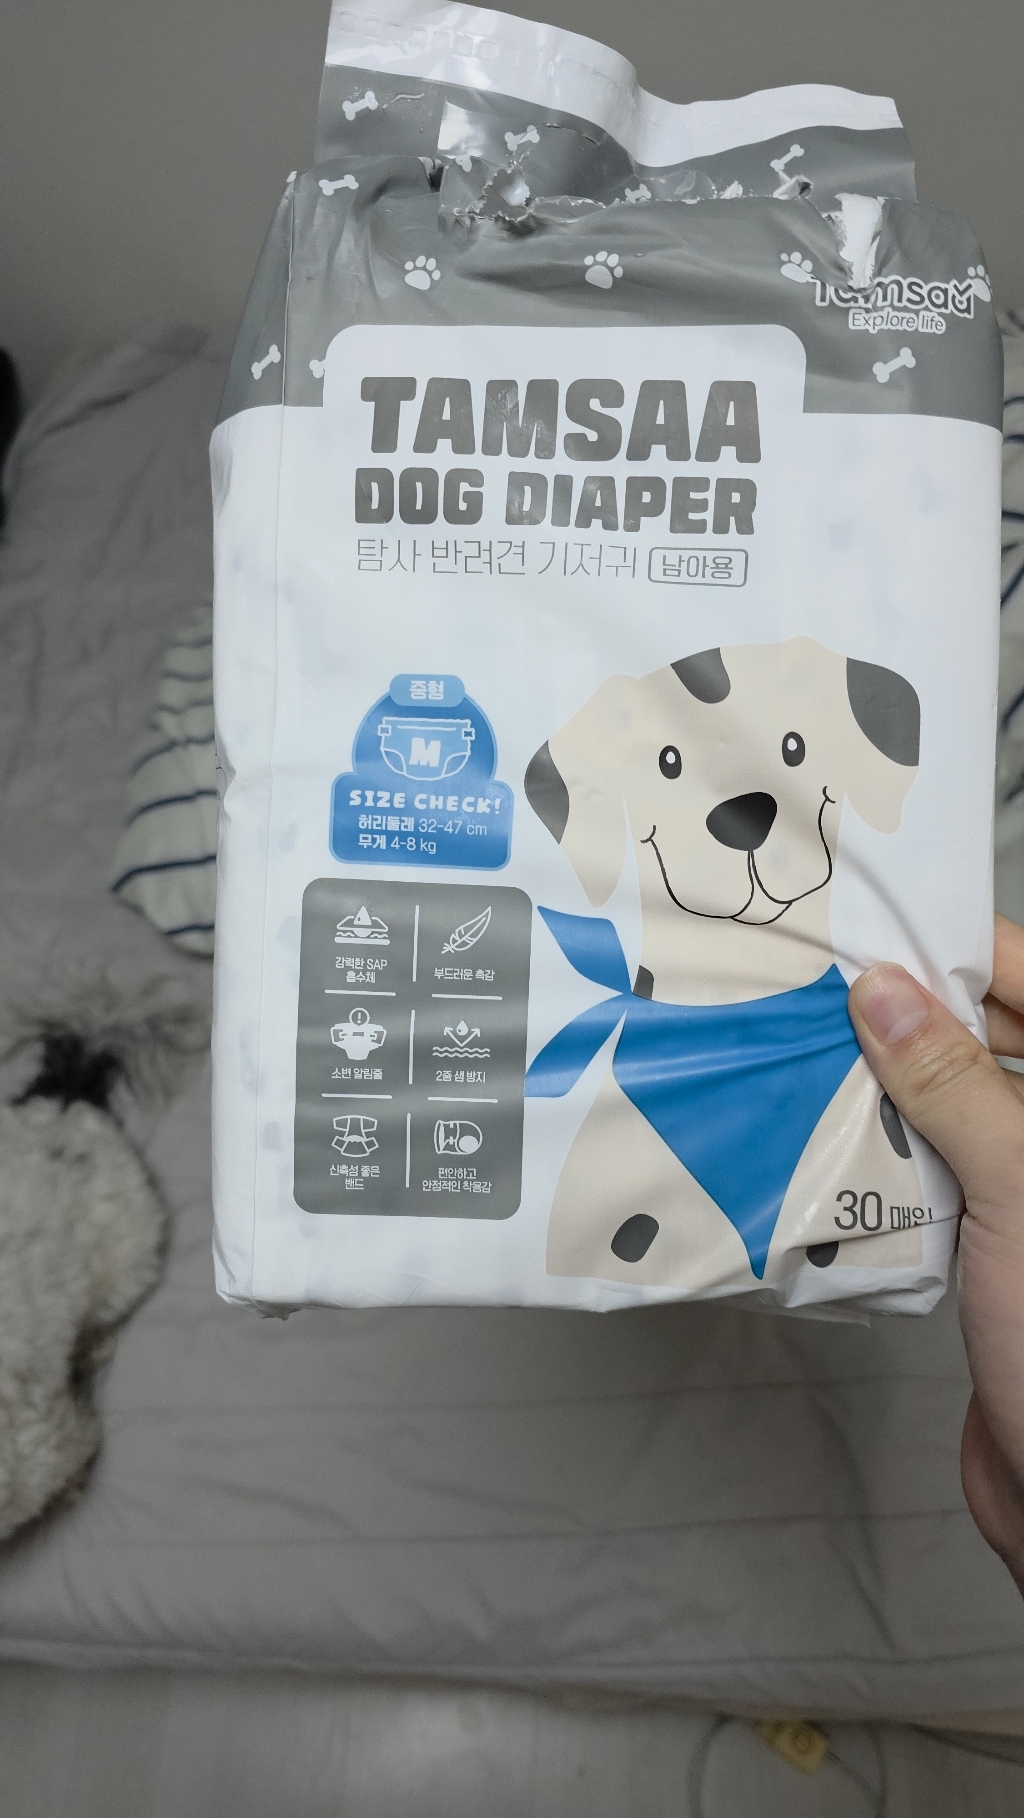 Tamsaa
Explore life
TAMSAA
DOG DIAPER
탐사 반려견 기저귀 남아용
중형
M
SIZE CHECK!
허리둘레 32-47 cm
무게 4-8 kg
강력한 SAP
흡수체
부드러운 촉감
소변 알림줄
2중 샘 방지
신축성 좋은
밴드
편안하고
안정적인 착용감
30 매입